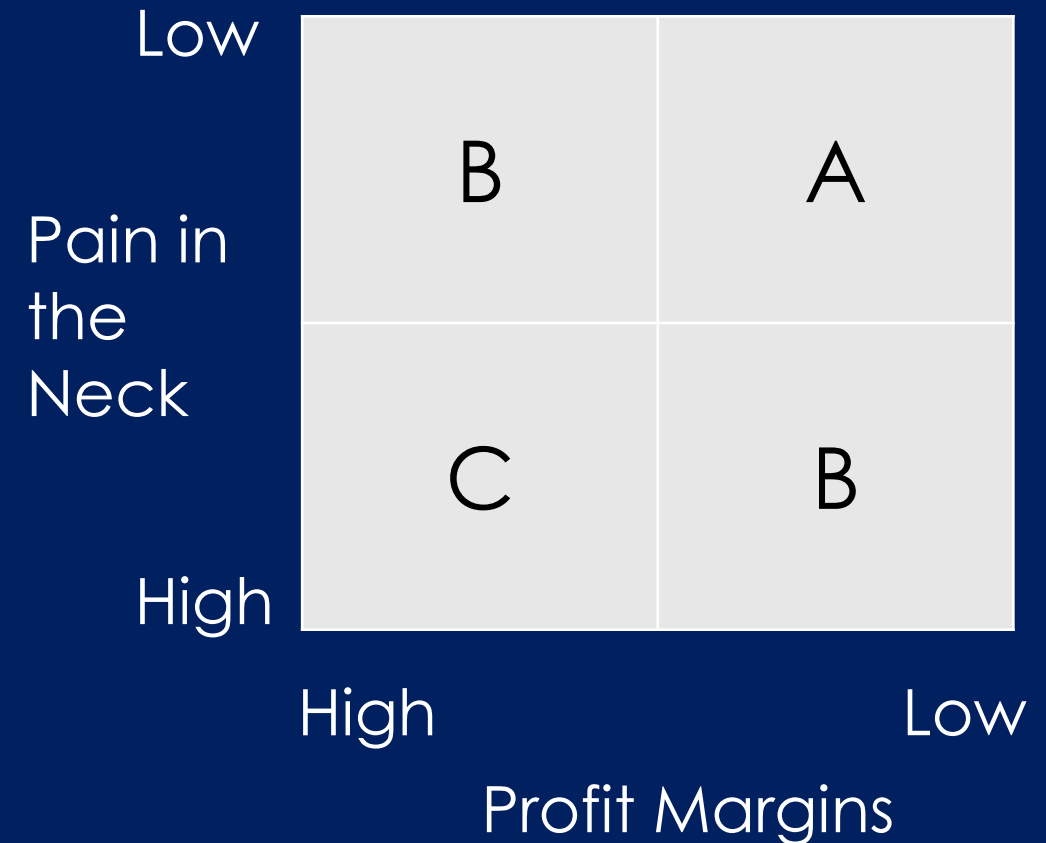 Low
B A
Pain in
the
Neck
C B
High
High Low
Profit Margins